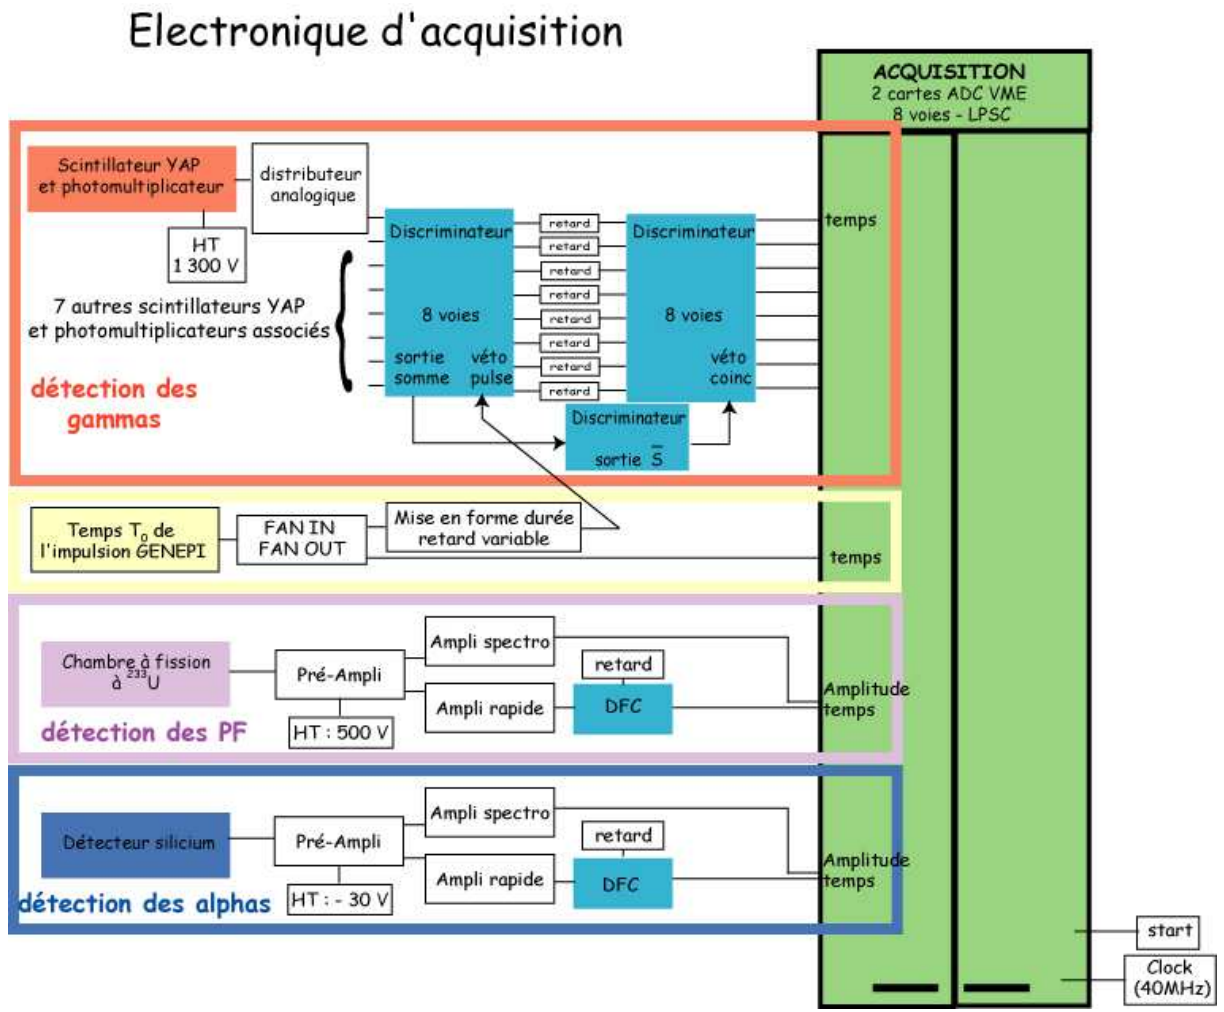 Electronique d'acquisition
ACQUISITION
2 cartes ADC VME
8 voies - LPSC
Scintillateur YAP
et photomultiplicateur
distributeur
analogique
HT
1 300 V
7 autres scintillateurs YAP
et photomultiplicateurs associés
détection des
gammas
Discriminateur
8 voies
sortie
somme
véto
pulse
retard
retard
retard
retard
retard
retard
retard
retard
Discriminateur
8 voies
véto
coinc
Discriminateur
sortie S̅
temps
Temps T₀ de
l'impulsion GENEPI
FAN IN
FAN OUT
Mise en forme durée
retard variable
temps
Chambre à fission
à ²³³U
détection des PF
Pré-Ampli
HT : 500 V
Ampli spectro
Ampli rapide
retard
DFC
Amplitude
temps
Détecteur silicium
détection des alphas
Pré-Ampli
HT : - 30 V
Ampli spectro
Ampli rapide
retard
DFC
Amplitude
temps
start
Clock
(40MHz)